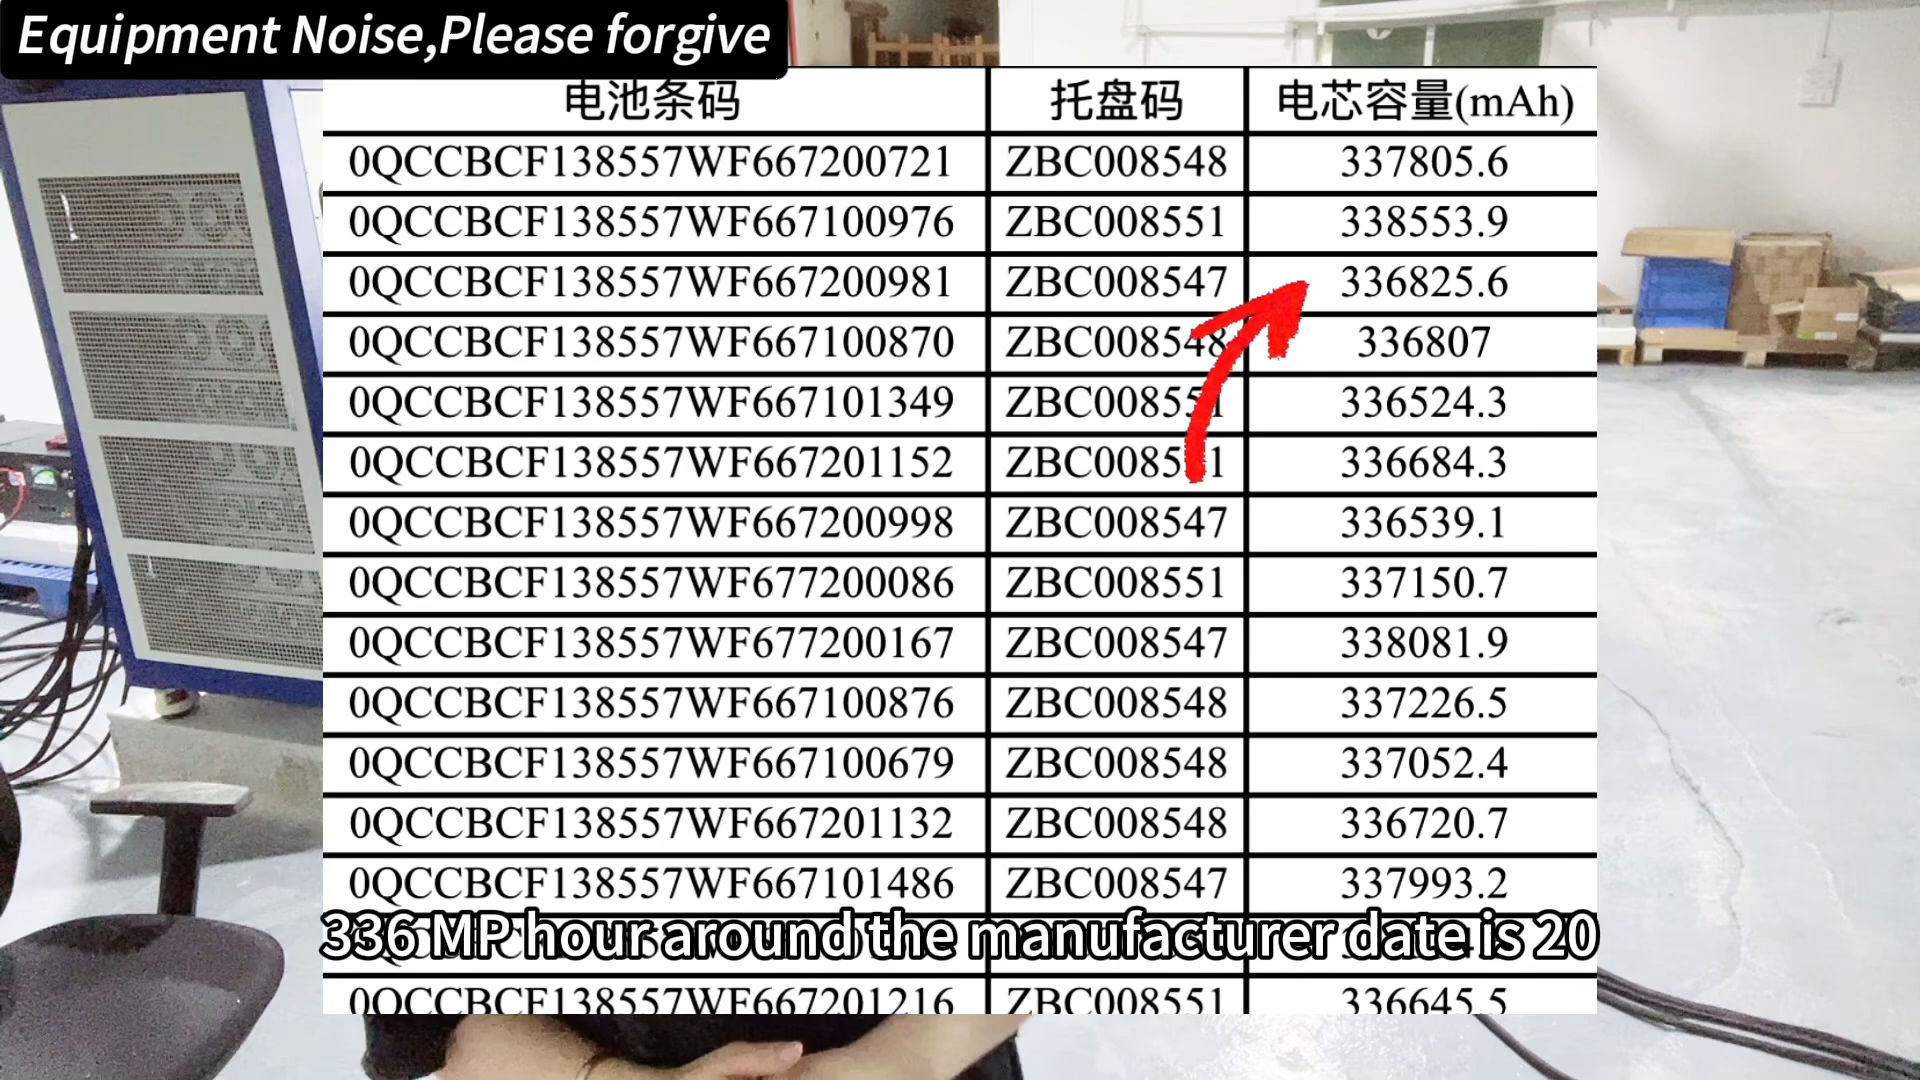 Equipment Noise,Please forgive
电池条码 托盘码 电芯容量(mAh)
0QCCBCF138557WF667200721 ZBC008548 337805.6
0QCCBCF138557WF667100976 ZBC008551 338553.9
0QCCBCF138557WF667200981 ZBC008547 336825.6
0QCCBCF138557WF667100870 ZBC008548 336807
0QCCBCF138557WF667101349 ZBC008551 336524.3
0QCCBCF138557WF667201152 ZBC008551 336684.3
0QCCBCF138557WF667200998 ZBC008547 336539.1
0QCCBCF138557WF677200086 ZBC008551 337150.7
0QCCBCF138557WF677200167 ZBC008547 338081.9
0QCCBCF138557WF667100876 ZBC008548 337226.5
0QCCBCF138557WF667100679 ZBC008548 337052.4
0QCCBCF138557WF667201132 ZBC008548 336720.7
0QCCBCF138557WF667101486 ZBC008547 337993.2
336 MP hour around the manufacturer date is 20
0QCCBCF138557WF667201216 ZBC008551 336645.5